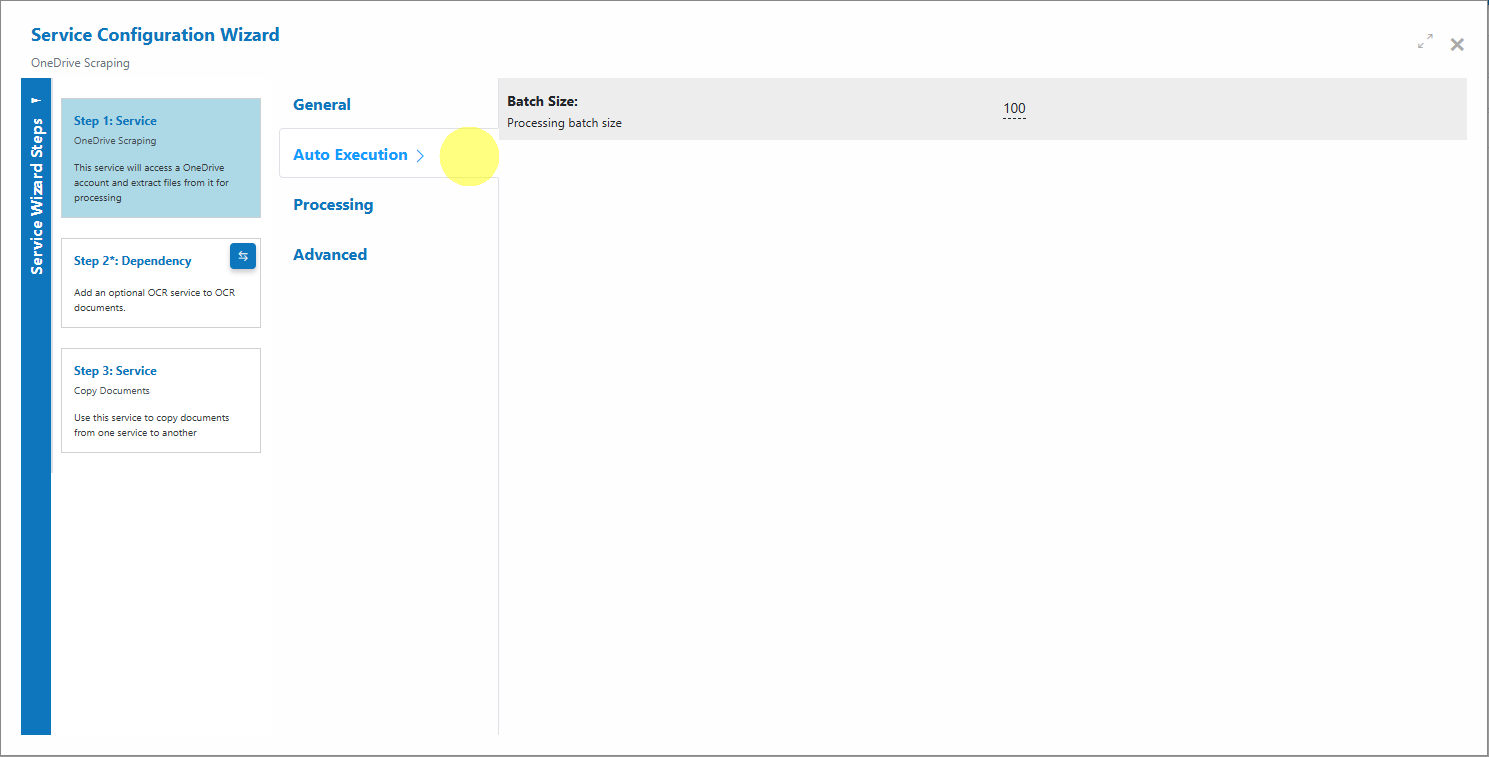 Service Configuration Wizard
OneDrive Scraping
Service Wizard Steps
Step 1: Service
OneDrive Scraping
This service will access a OneDrive
account and extract files from it for
processing
Step 2*: Dependency
Add an optional OCR service to OCR
documents.
Step 3: Service
Copy Documents
Use this service to copy documents
from one service to another
General
Auto Execution
Processing
Advanced
Batch Size:
Processing batch size
100